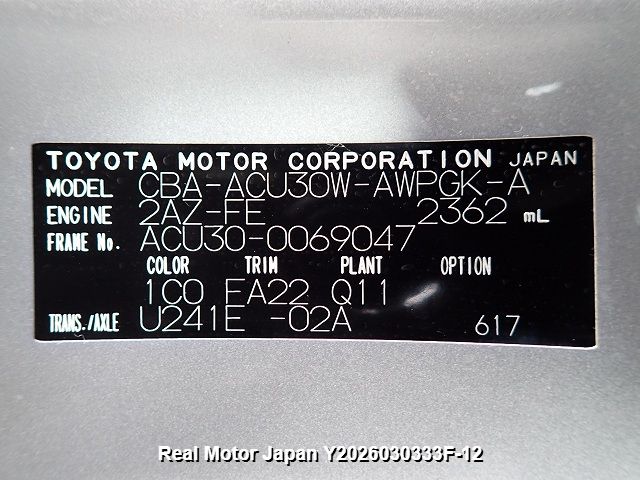 TOYOTA MOTOR CORPORATION JAPAN
MODEL CBA-ACU30W-AWPGK-A
ENGINE 2AZ-FE 2362 mL
FRAME No. ACU30-0069047
COLOR TRIM PLANT OPTION
1C0 FA22 Q11
TRANS./AXLE U241E -02A 617
Real Motor Japan Y2026030333F-12